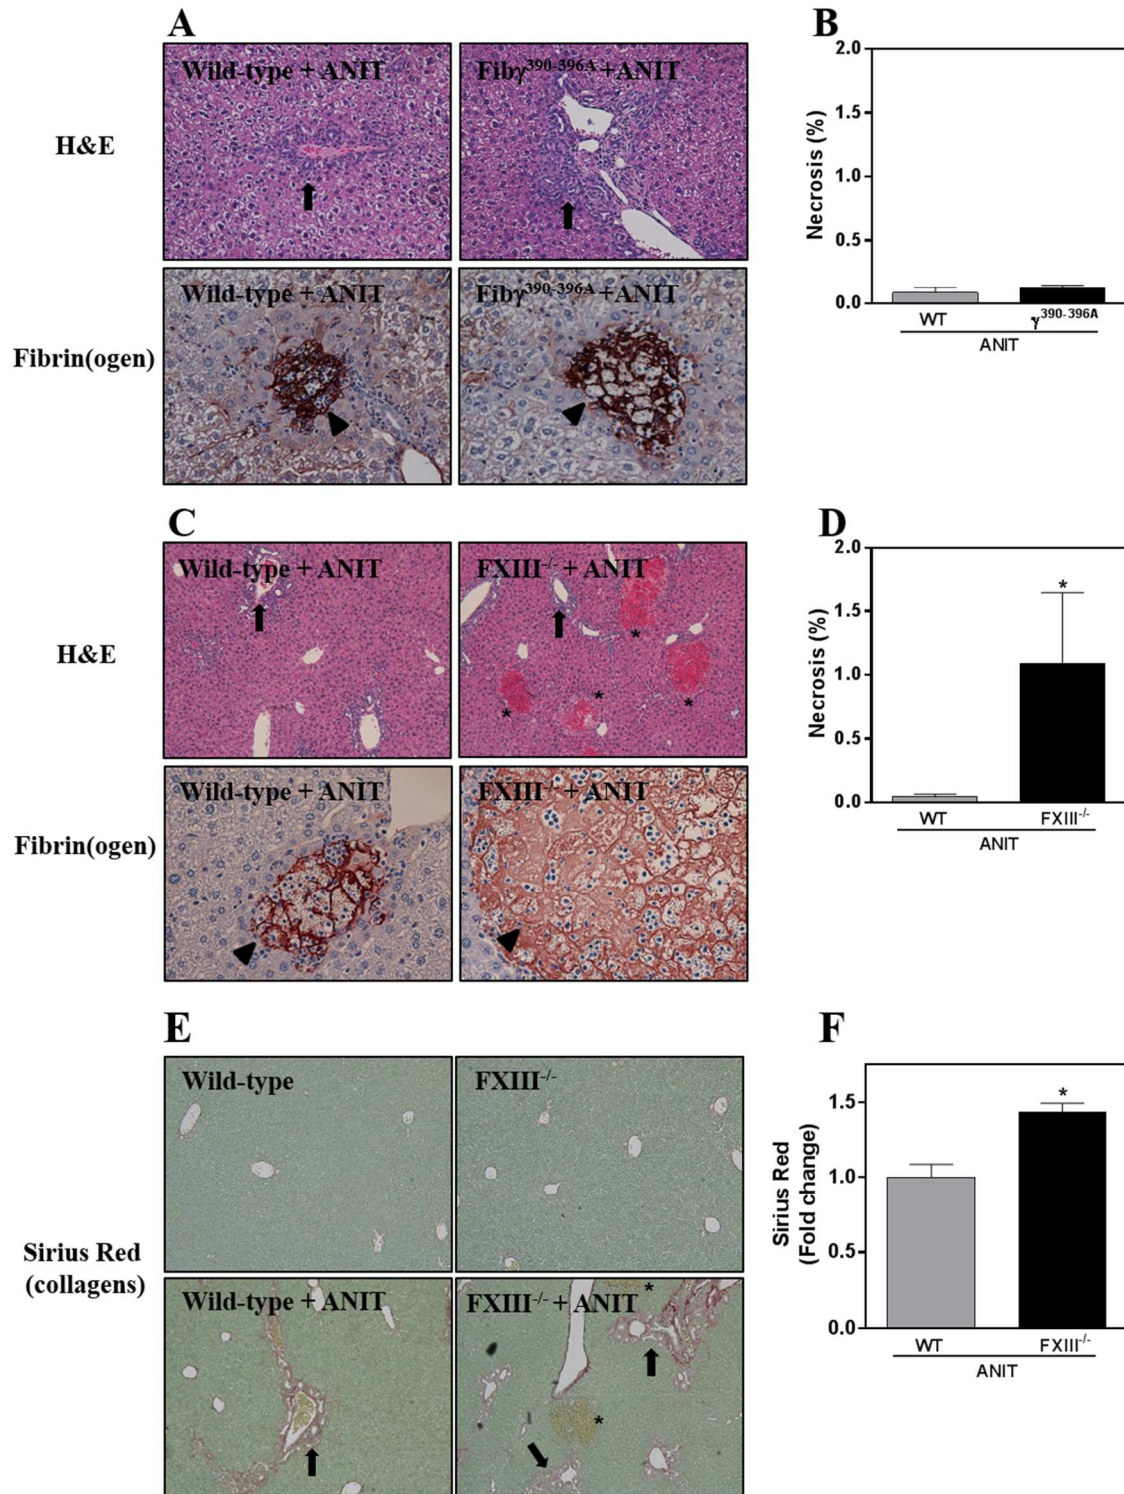 A
B
Wild-type + ANIT
Fibγ³⁹⁰⁻³⁹⁶ᴬ+ANIT
H&E
Wild-type + ANIT
Fibγ³⁹⁰⁻³⁹⁶ᴬ+ANIT
Fibrin(ogen)
Necrosis (%)
2.0
1.5
1.0
0.5
0.0
WT
γ³⁹⁰⁻³⁹⁶ᴬ
ANIT
C
D
Wild-type + ANIT
FXIII⁻/⁻ + ANIT
H&E
*
*
*
*
Wild-type + ANIT
FXIII⁻/⁻ + ANIT
Fibrin(ogen)
Necrosis (%)
2.0
1.5
1.0
0.5
0.0
*
WT
FXIII⁻/⁻
ANIT
E
F
Wild-type
FXIII⁻/⁻
Sirius Red
(collagens)
Wild-type + ANIT
FXIII⁻/⁻ + ANIT
*
*
Sirius Red
(Fold change)
1.5
1.0
0.5
0.0
*
WT
FXIII⁻/⁻
ANIT